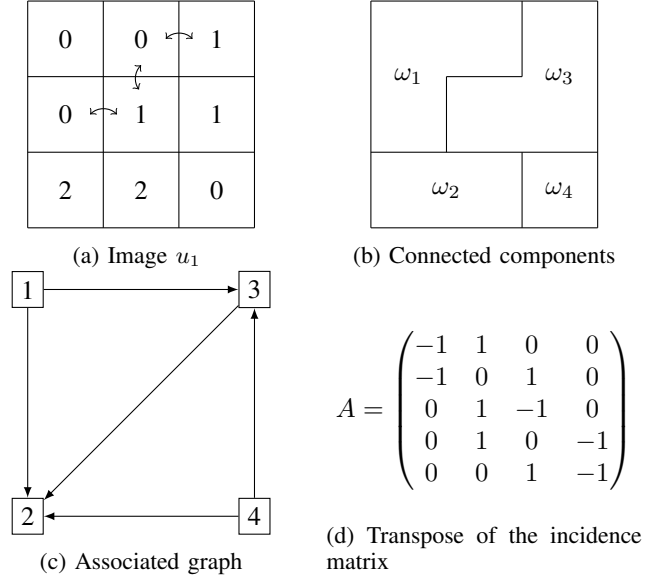 0 0 1
0 1 1
2 2 0
(a) Image u₁
ω₁ ω₃
ω₂ ω₄
(b) Connected components
1 3
2 4
(c) Associated graph
A = 
−1 1 0 0
−1 0 1 0
0 1 −1 0
0 1 0 −1
0 0 1 −1
(d) Transpose of the incidence
matrix